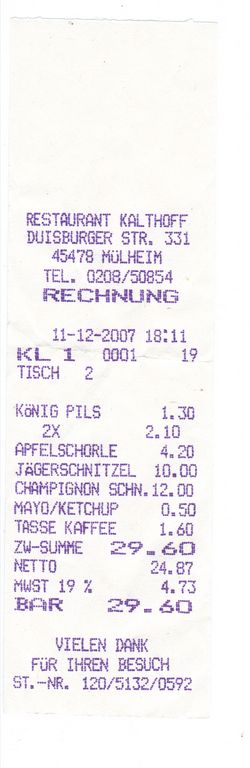 RESTAURANT KALTHOFF
DUISBURGER STR. 331
45478 MÜLHEIM
TEL. 0208/50854
RECHNUNG
11-12-2007 18:11
KL 1 0001 19
TISCH 2
KöNIG PILS 1.30
2X 2.10
APFELSCHORLE 4.20
JÄGERSCHNITZEL 10.00
CHAMPIGNON SCHN.12.00
MAYO/KETCHUP 0.50
TASSE KAFFEE 1.60
ZW-SUMME 29.60
NETTO 24.87
MWST 19 % 4.73
BAR 29.60
VIELEN DANK
FÜR IHREN BESUCH
ST.-NR. 120/5132/0592